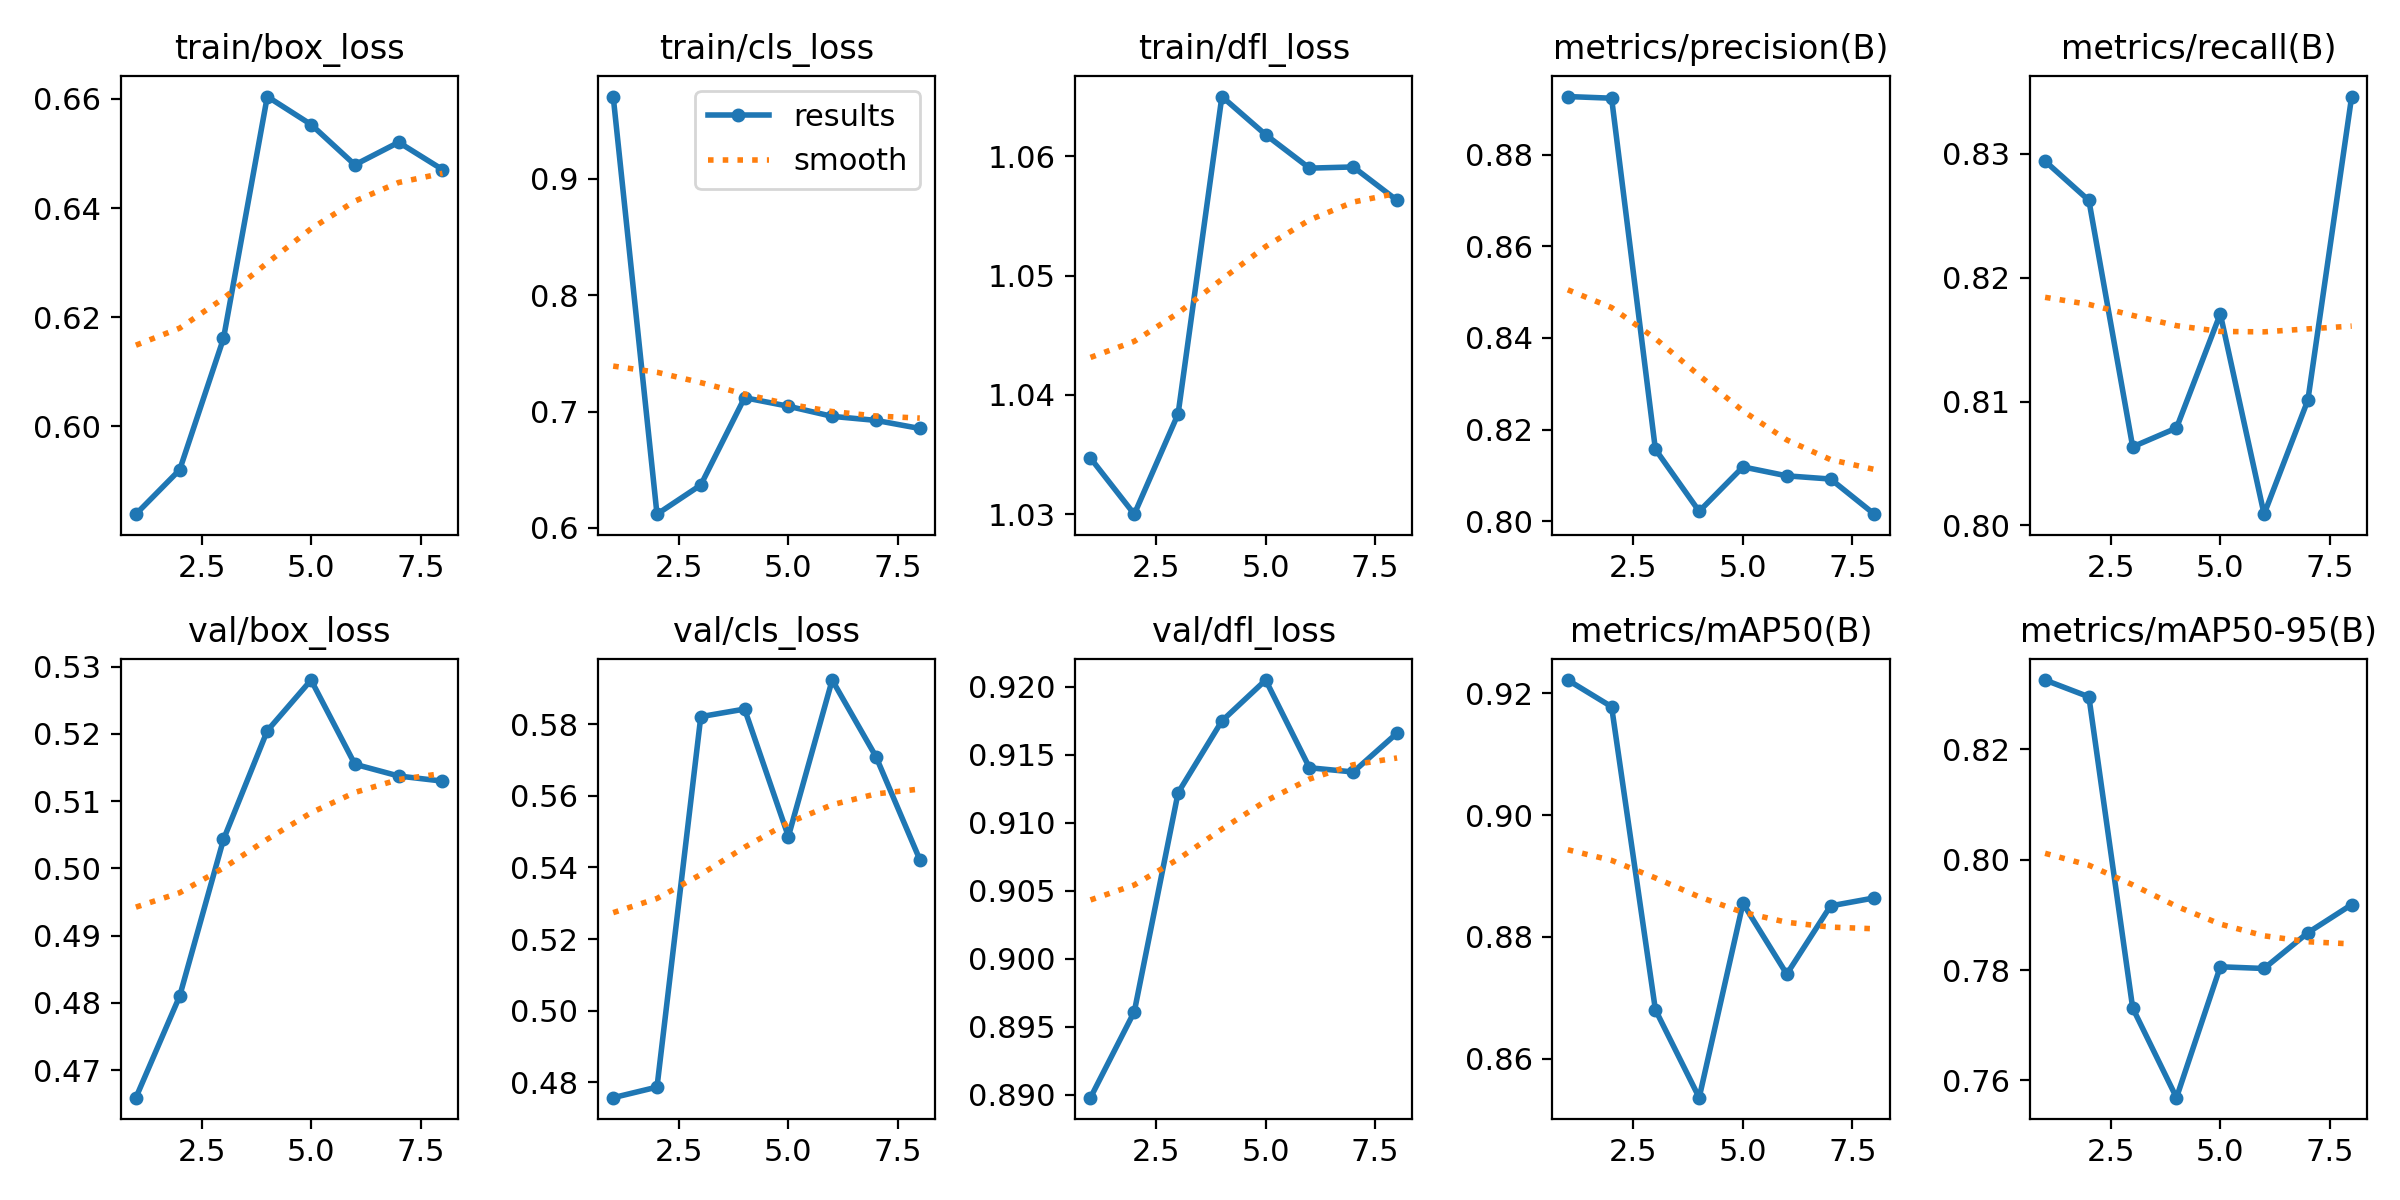 train/box_loss
0.66
0.64
0.62
0.60
2.5 5.0 7.5
train/cls_loss
results
smooth
0.9
0.8
0.7
0.6
2.5 5.0 7.5
train/dfl_loss
1.06
1.05
1.04
1.03
2.5 5.0 7.5
metrics/precision(B)
0.88
0.86
0.84
0.82
0.80
2.5 5.0 7.5
metrics/recall(B)
0.83
0.82
0.81
0.80
2.5 5.0 7.5
val/box_loss
0.53
0.52
0.51
0.50
0.49
0.48
0.47
2.5 5.0 7.5
val/cls_loss
0.58
0.56
0.54
0.52
0.50
0.48
2.5 5.0 7.5
val/dfl_loss
0.920
0.915
0.910
0.905
0.900
0.895
0.890
2.5 5.0 7.5
metrics/mAP50(B)
0.92
0.90
0.88
0.86
2.5 5.0 7.5
metrics/mAP50-95(B)
0.82
0.80
0.78
0.76
2.5 5.0 7.5